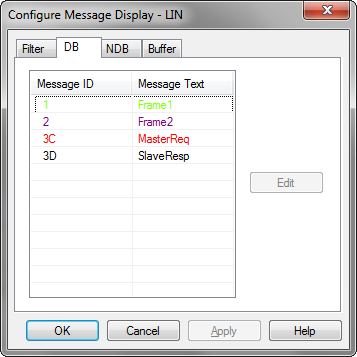 Configure Message Display - LIN
Filter DB NDB Buffer
Message ID Message Text
1 Frame1
2 Frame2
3C MasterReq
3D SlaveResp
Edit
OK Cancel Apply Help